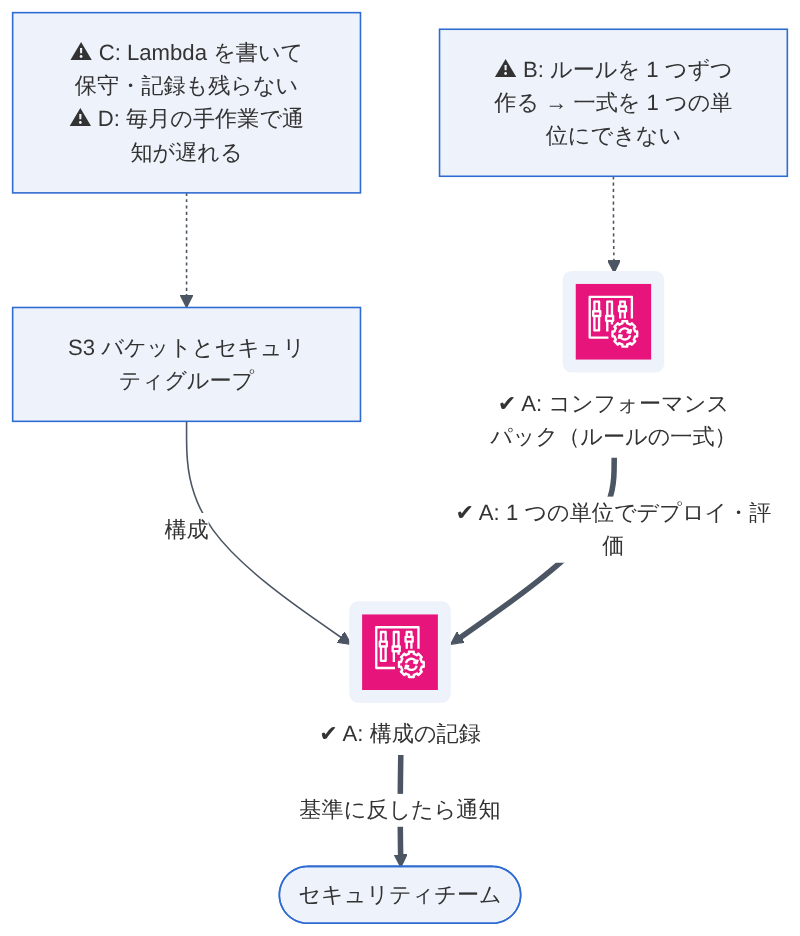 ⚠ C: Lambda を書いて
保守・記録も残らない
⚠ D: 毎月の手作業で通
知が遅れる
⚠ B: ルールを 1 つずつ
作る → 一式を 1 つの単
位にできない
S3 バケットとセキュリ
ティグループ
✔ A: コンフォーマンス
パック（ルールの一式）
✔ A: 1 つの単位でデプロイ・評
価
構成
✔ A: 構成の記録
基準に反したら通知
セキュリティチーム